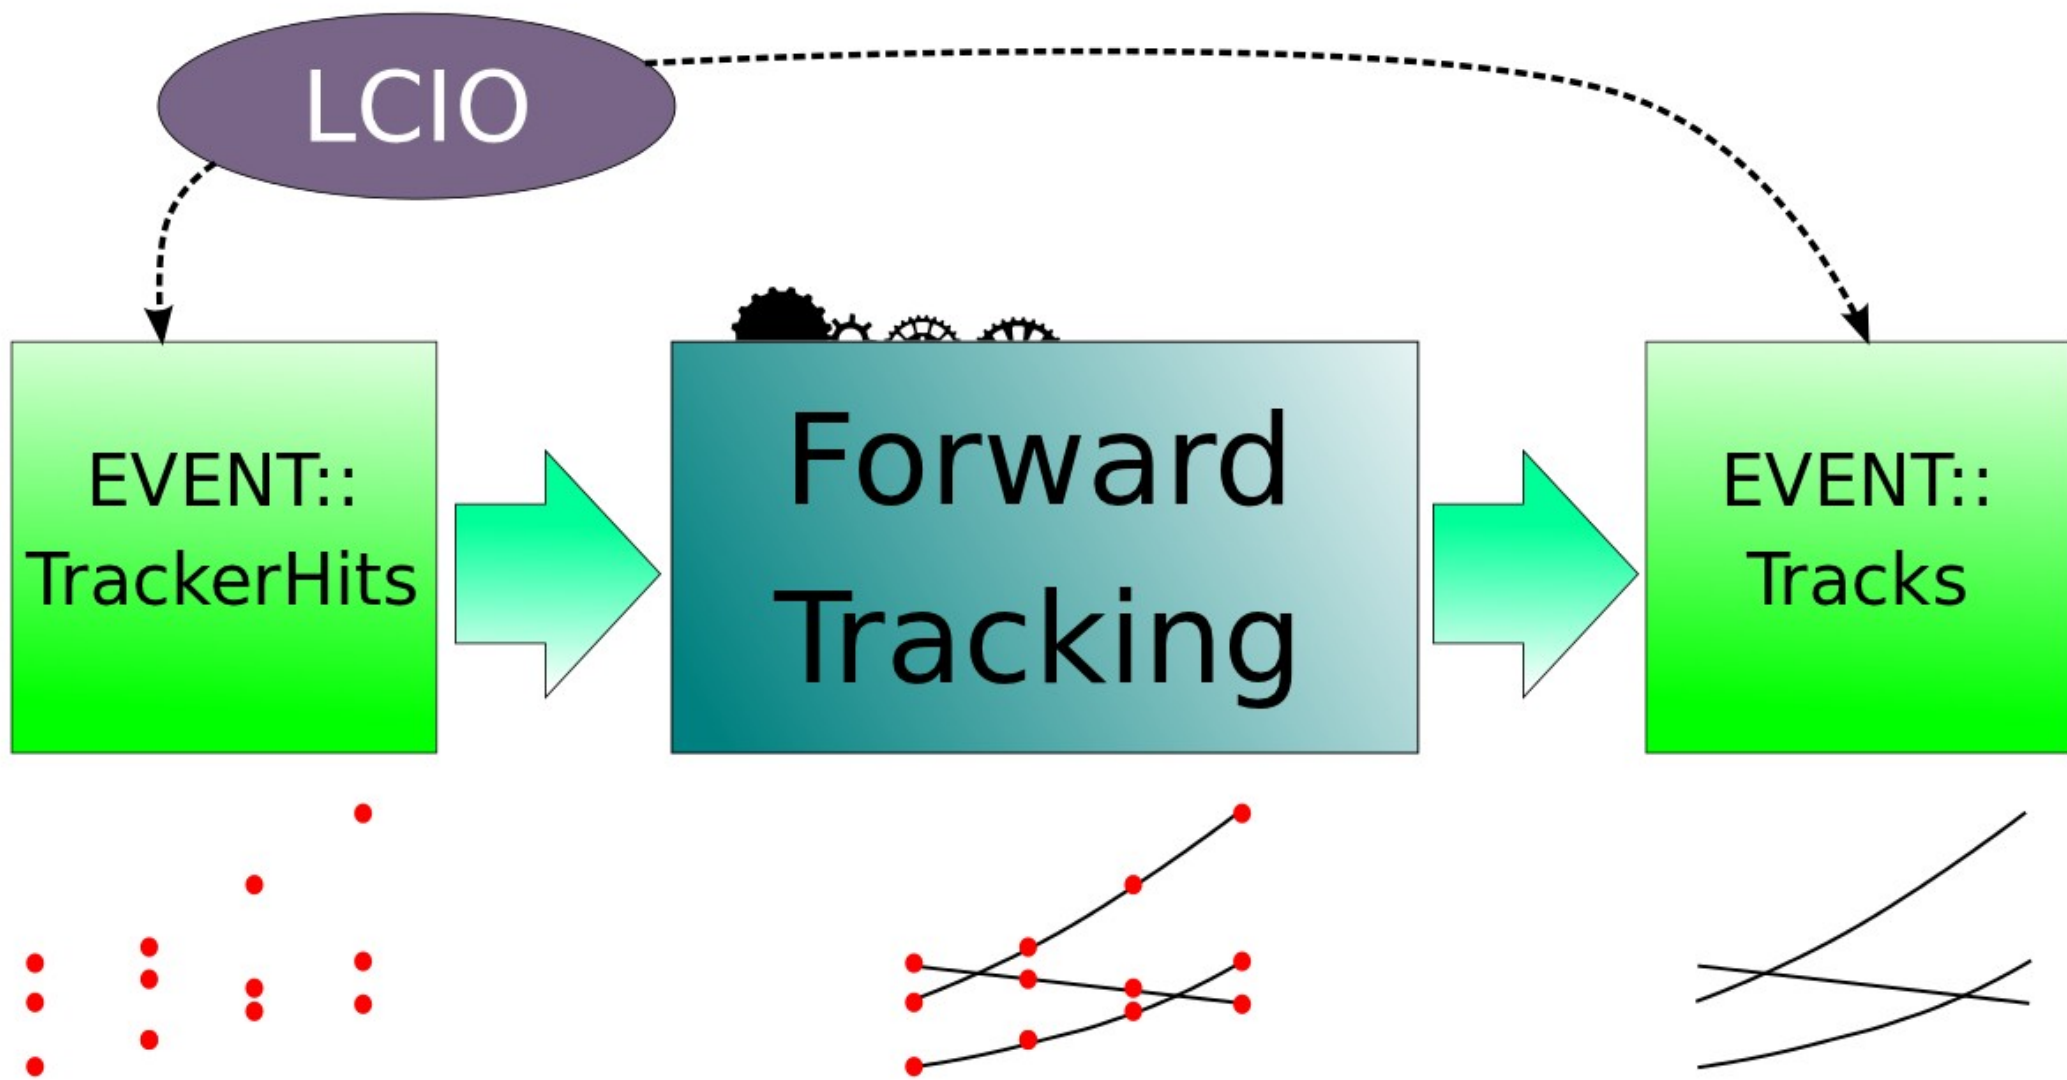 LCIO
EVENT::
TrackerHits
Forward
Tracking
EVENT::
Tracks